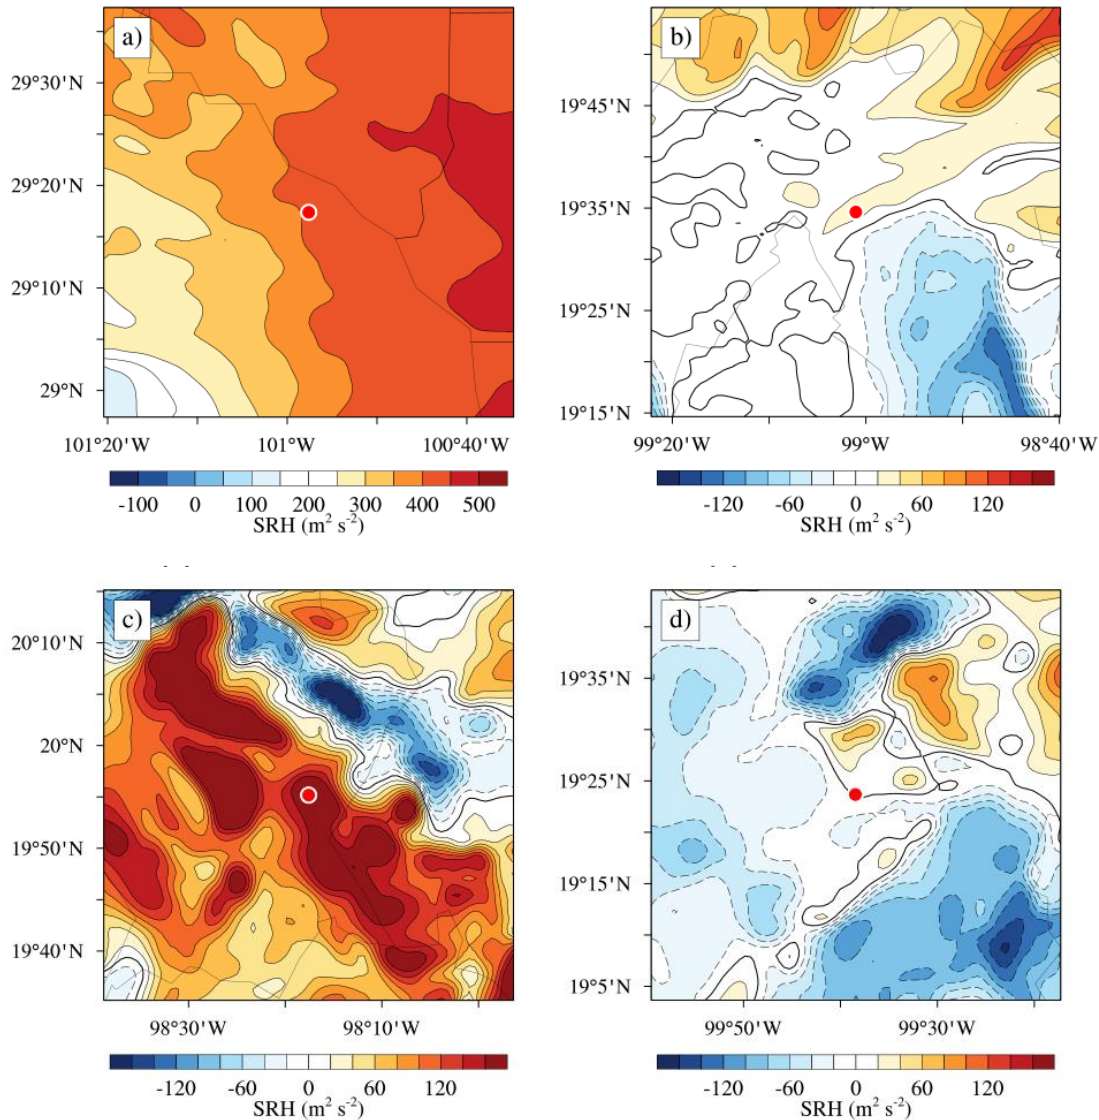 a)
29°30'N
29°20'N
29°10'N
29°N
101°20'W 101°W 100°40'W
-100 0 100 200 300 400 500
SRH (m² s⁻²)
b)
19°45'N
19°35'N
19°25'N
19°15'N
99°20'W 99°W 98°40'W
-120 -60 0 60 120
SRH (m² s⁻²)
c)
20°10'N
20°N
19°50'N
19°40'N
98°30'W 98°10'W
-120 -60 0 60 120
SRH (m² s⁻²)
d)
19°35'N
19°25'N
19°15'N
19°5'N
99°50'W 99°30'W
-120 -60 0 60 120
SRH (m² s⁻²)